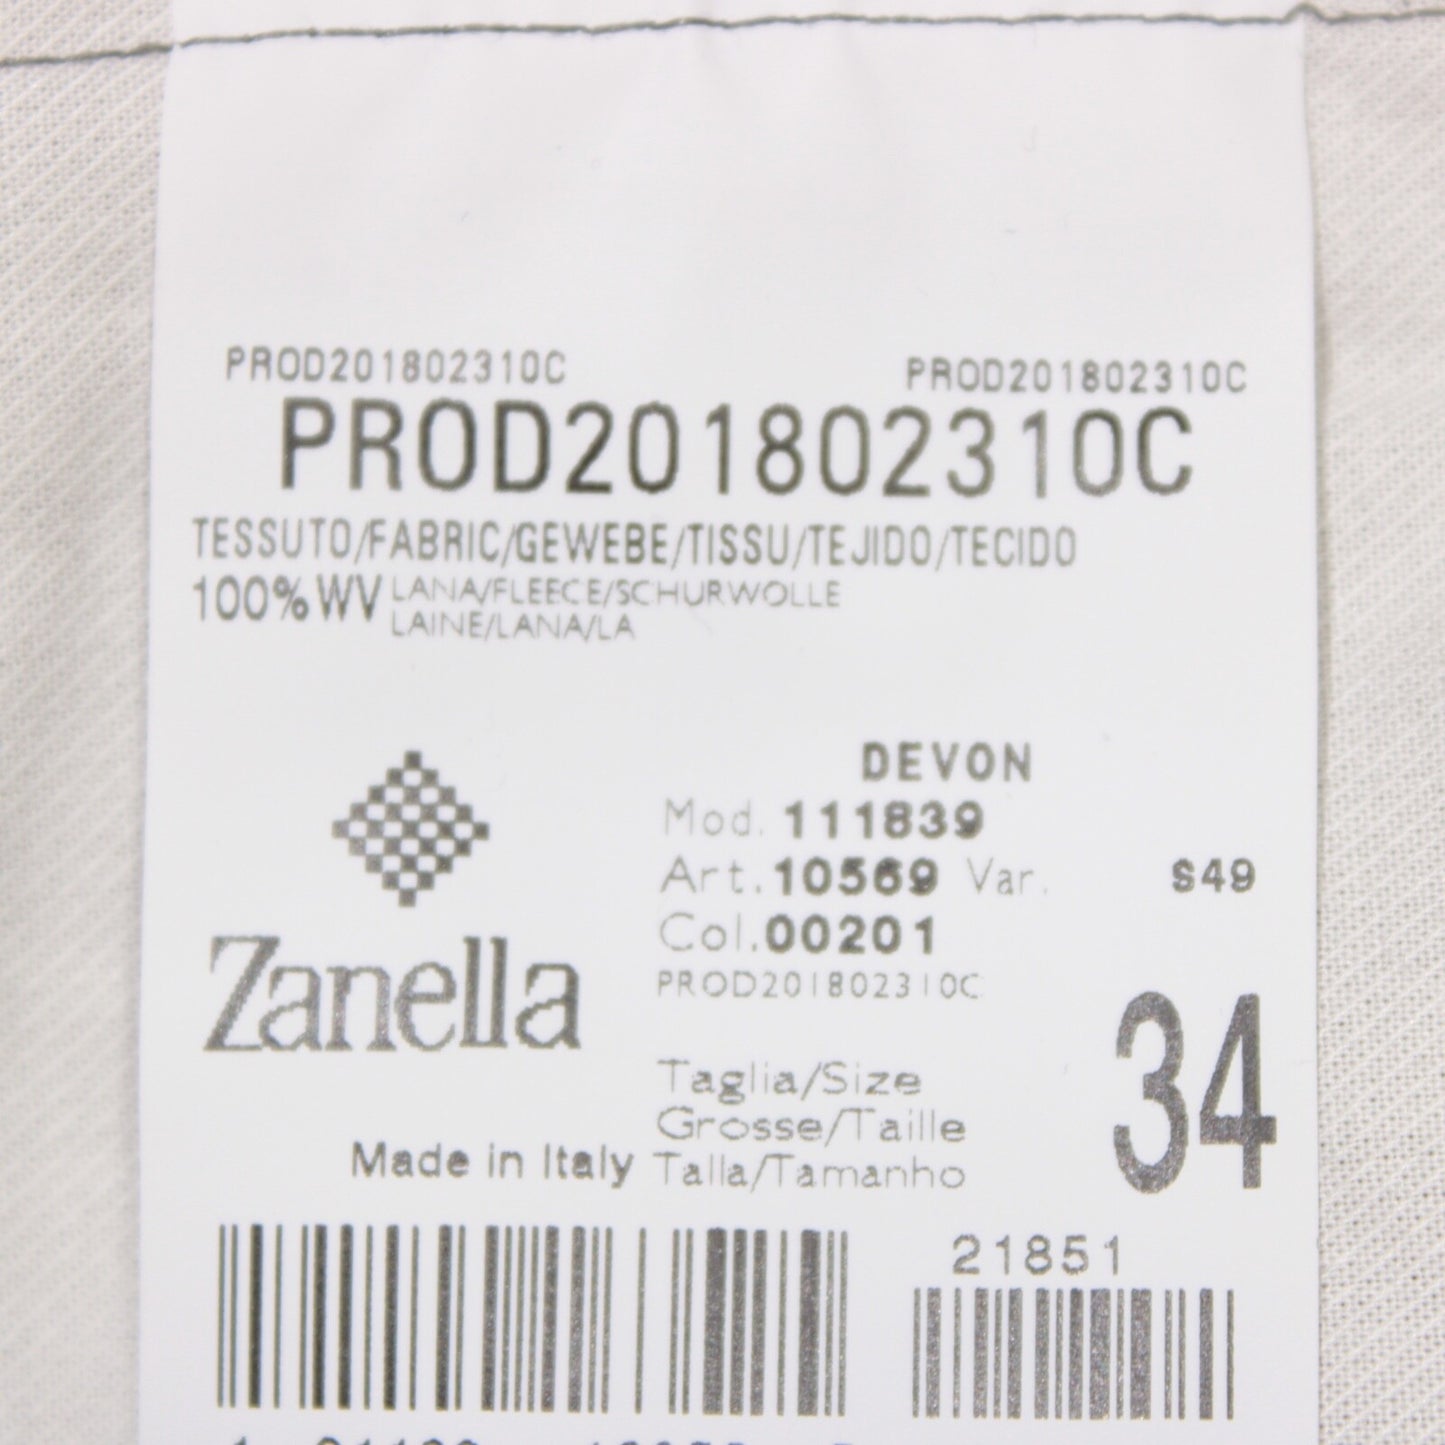 PROD201802310C PROD201802310C
PROD201802310C
TESSUTO/FABRIC/GEWEBE/TISSU/TEJIDO/TECIDO
100% WV LANA/FLEECE/SCHURWOLLE
LAINE/LANA/LA
DEVON
Mod. 111839
Art. 10569 Var. S49
Col. 00201
PROD201802310C
Zanella
34
Taglia/Size
Grosse/Taille
Made in Italy Talla/Tamanho
21851